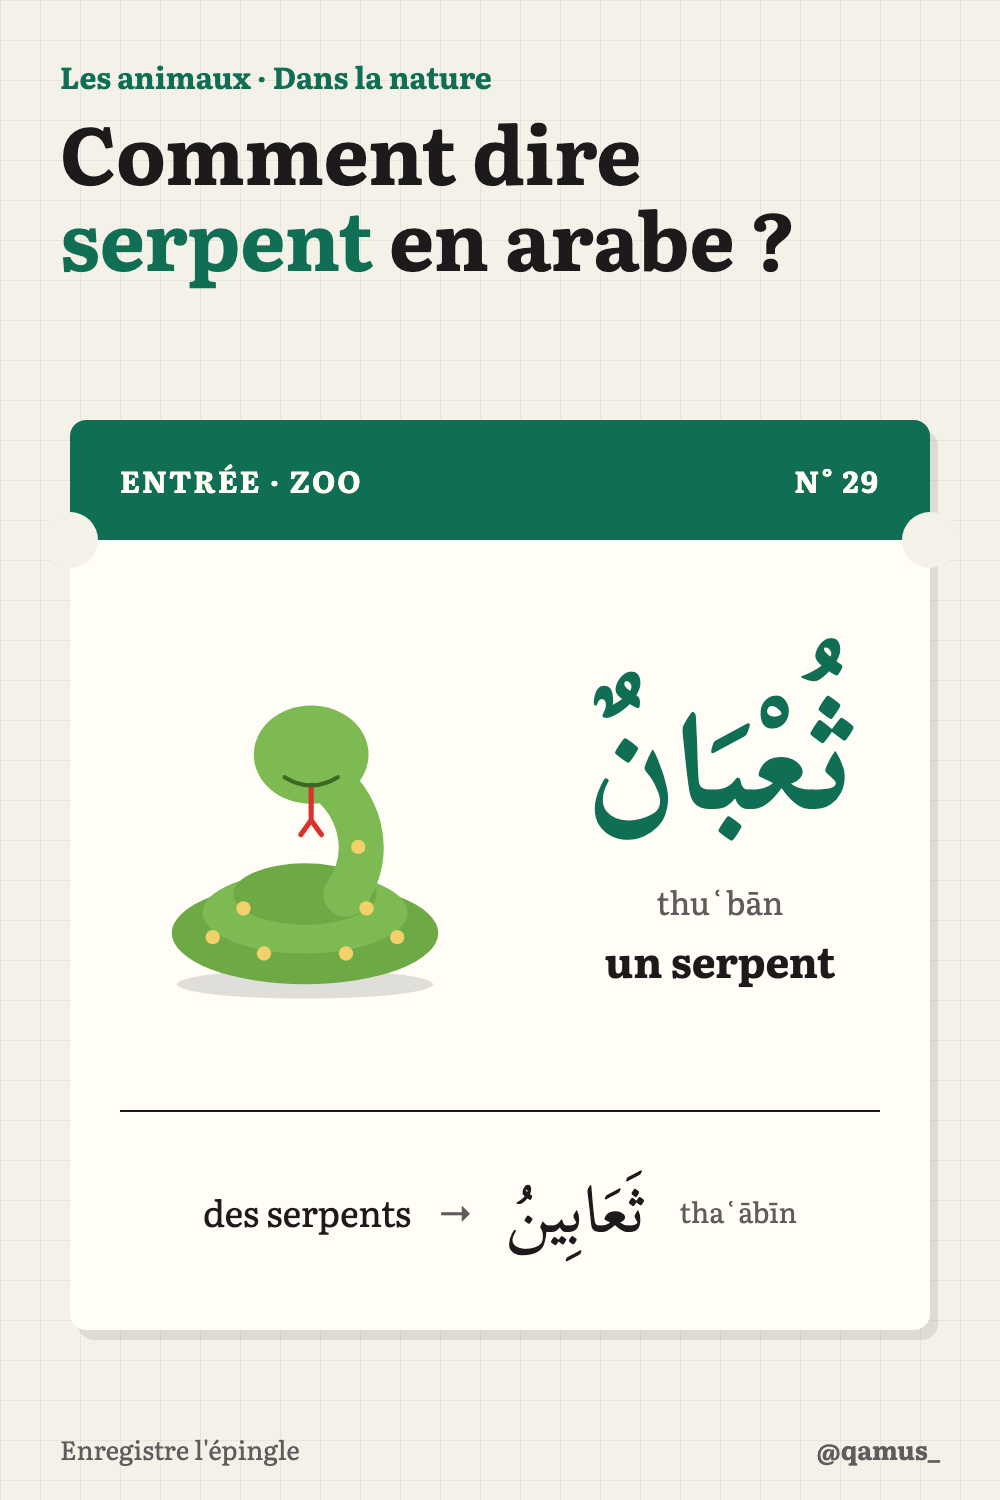 Les animaux · Dans la nature
Comment dire
serpent en arabe ?
ENTRÉE · ZOO
N° 29
ثُعْبَانٌ
thuʿbān
un serpent
des serpents → ثَعَابِينُ thaʿābīn
Enregistre l'épingle
@qamus_